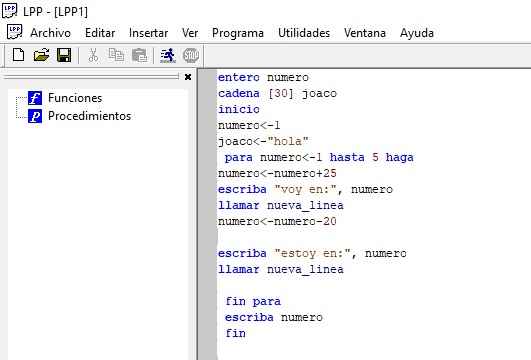 LPP - [LPP1]
Archivo Editar Insertar Ver Programa Utilidades Ventana Ayuda
Funciones
Procedimientos
entero numero
cadena [30] joaco
inicio
numero<-1
joaco<-"hola"
para numero<-1 hasta 5 haga
numero<-numero+25
escriba "voy en:", numero
llamar nueva_linea
numero<-numero-20
escriba "estoy en:", numero
llamar nueva_linea
fin para
escriba numero
fin